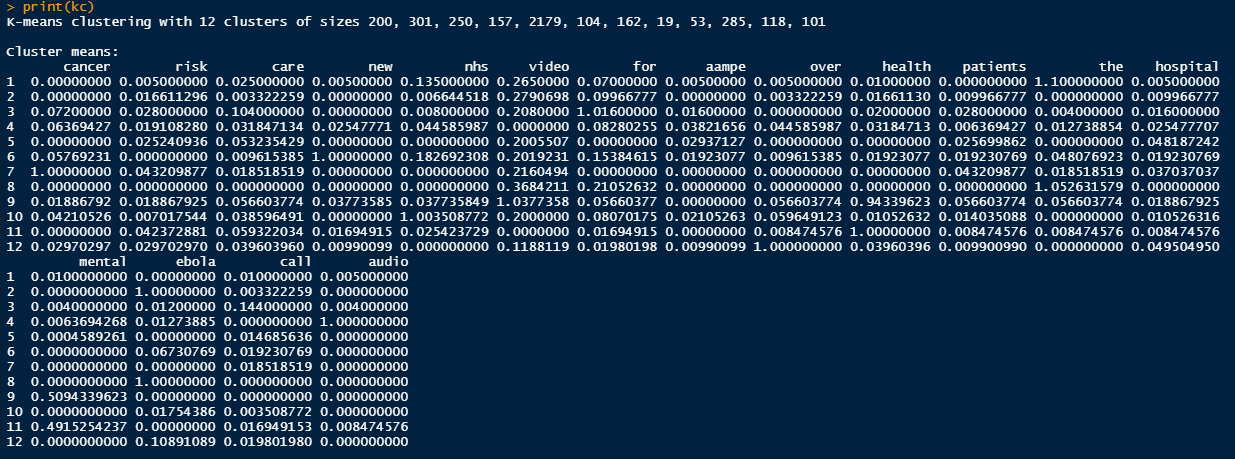 > print(kc)
K-means clustering with 12 clusters of sizes 200, 301, 250, 157, 2179, 104, 162, 19, 53, 285, 118, 101
Cluster means:
cancer risk care new nhs video for aampe over health patients the hospital
1 0.00000000 0.005000000 0.025000000 0.00500000 0.135000000 0.2650000 0.07000000 0.00500000 0.005000000 0.01000000 0.000000000 1.100000000 0.005000000
2 0.00000000 0.016611296 0.003322259 0.00000000 0.006644518 0.2790698 0.09966777 0.00000000 0.003322259 0.01661130 0.009966777 0.000000000 0.009966777
3 0.07200000 0.028000000 0.104000000 0.00000000 0.008000000 0.2080000 1.01600000 0.01600000 0.000000000 0.02000000 0.028000000 0.004000000 0.016000000
4 0.06369427 0.019108280 0.031847134 0.02547771 0.044585987 0.0000000 0.08280255 0.03821656 0.044585987 0.03184713 0.006369427 0.012738854 0.025477707
5 0.00000000 0.025240936 0.053235429 0.00000000 0.000000000 0.2005507 0.00000000 0.02937127 0.000000000 0.00000000 0.025699862 0.000000000 0.048187242
6 0.05769231 0.000000000 0.009615385 1.00000000 0.182692308 0.2019231 0.15384615 0.01923077 0.009615385 0.01923077 0.019230769 0.048076923 0.019230769
7 1.00000000 0.043209877 0.018518519 0.00000000 0.000000000 0.2160494 0.00000000 0.00000000 0.000000000 0.00000000 0.043209877 0.018518519 0.037037037
8 0.00000000 0.000000000 0.000000000 0.00000000 0.000000000 0.3684211 0.21052632 0.00000000 0.000000000 0.00000000 0.000000000 1.052631579 0.000000000
9 0.01886792 0.018867925 0.056603774 0.03773585 0.037735849 1.0377358 0.05660377 0.00000000 0.056603774 0.94339623 0.056603774 0.056603774 0.018867925
10 0.04210526 0.007017544 0.038596491 0.00000000 1.003508772 0.2000000 0.08070175 0.02105263 0.059649123 0.01052632 0.014035088 0.000000000 0.010526316
11 0.00000000 0.042372881 0.059322034 0.01694915 0.025423729 0.0000000 0.01694915 0.00000000 0.008474576 1.00000000 0.008474576 0.008474576 0.008474576
12 0.02970297 0.029702970 0.039603960 0.00990099 0.000000000 0.1188119 0.01980198 0.00990099 1.000000000 0.03960396 0.009900990 0.000000000 0.049504950
mental ebola call audio
1 0.0100000000 0.00000000 0.010000000 0.005000000
2 0.0000000000 1.00000000 0.003322259 0.000000000
3 0.0040000000 0.01200000 0.144000000 0.004000000
4 0.0063694268 0.01273885 0.000000000 1.000000000
5 0.0004589261 0.00000000 0.014685636 0.000000000
6 0.0000000000 0.06730769 0.019230769 0.000000000
7 0.0000000000 0.00000000 0.018518519 0.000000000
8 0.0000000000 1.00000000 0.000000000 0.000000000
9 0.5094339623 0.00000000 0.000000000 0.000000000
10 0.0000000000 0.01754386 0.003508772 0.000000000
11 0.4915254237 0.00000000 0.016949153 0.008474576
12 0.0000000000 0.10891089 0.019801980 0.000000000